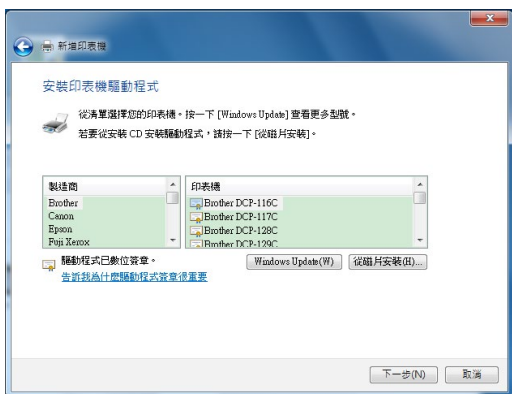 新增印表機
安裝印表機驅動程式
從清單選擇您的印表機。按一下 [Windows Update] 查看更多型號。
若要從安裝 CD 安裝驅動程式，請按一下 [從磁片安裝]。
製造商
Brother
Canon
Epson
Fuji Xerox
印表機
Brother DCP-116C
Brother DCP-117C
Brother DCP-128C
Brother DCP-129C
驅動程式已數位簽章。
告訴我為什麼驅動程式簽章很重要
Windows Update(W)
從磁片安裝(H)...
下一步(N)
取消